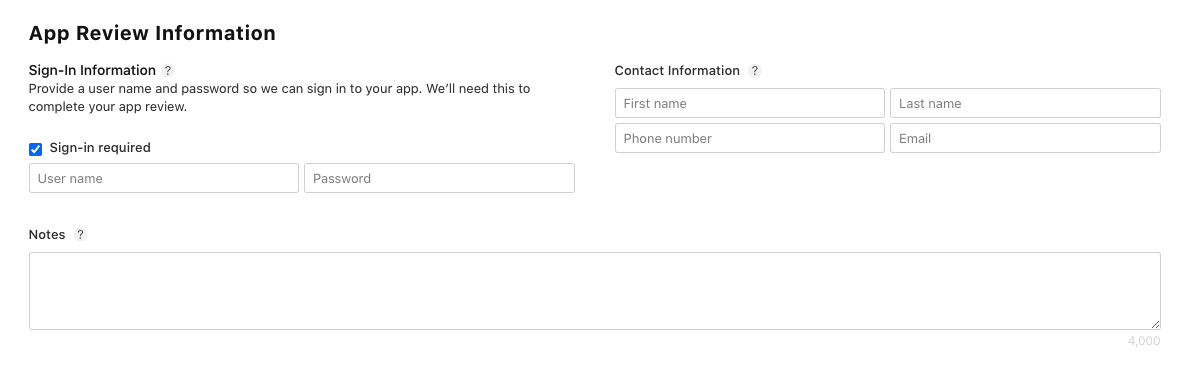 App Review Information
Sign-In Information ?
Provide a user name and password so we can sign in to your app. We’ll need this to
complete your app review.
Sign-in required
User name
Password
Contact Information ?
First name
Last name
Phone number
Email
Notes ?
4,000